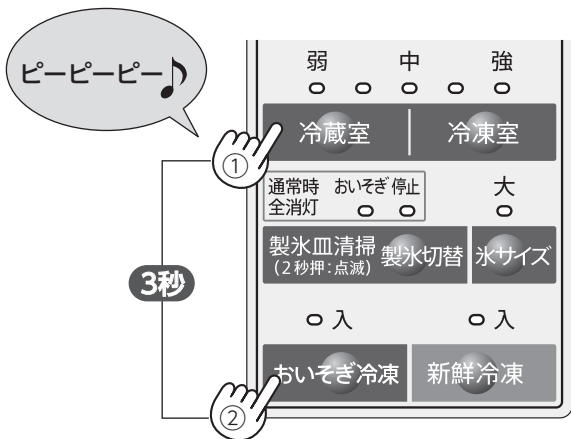 ピーピーピー♪
弱 中 強
冷蔵室 冷凍室
①
通常時 おいそぎ 停止 大
全消灯
製氷皿清掃 製氷切替 氷サイズ
(2秒押:点滅)
3秒
入 入
おいそぎ冷凍 新鮮冷凍
②